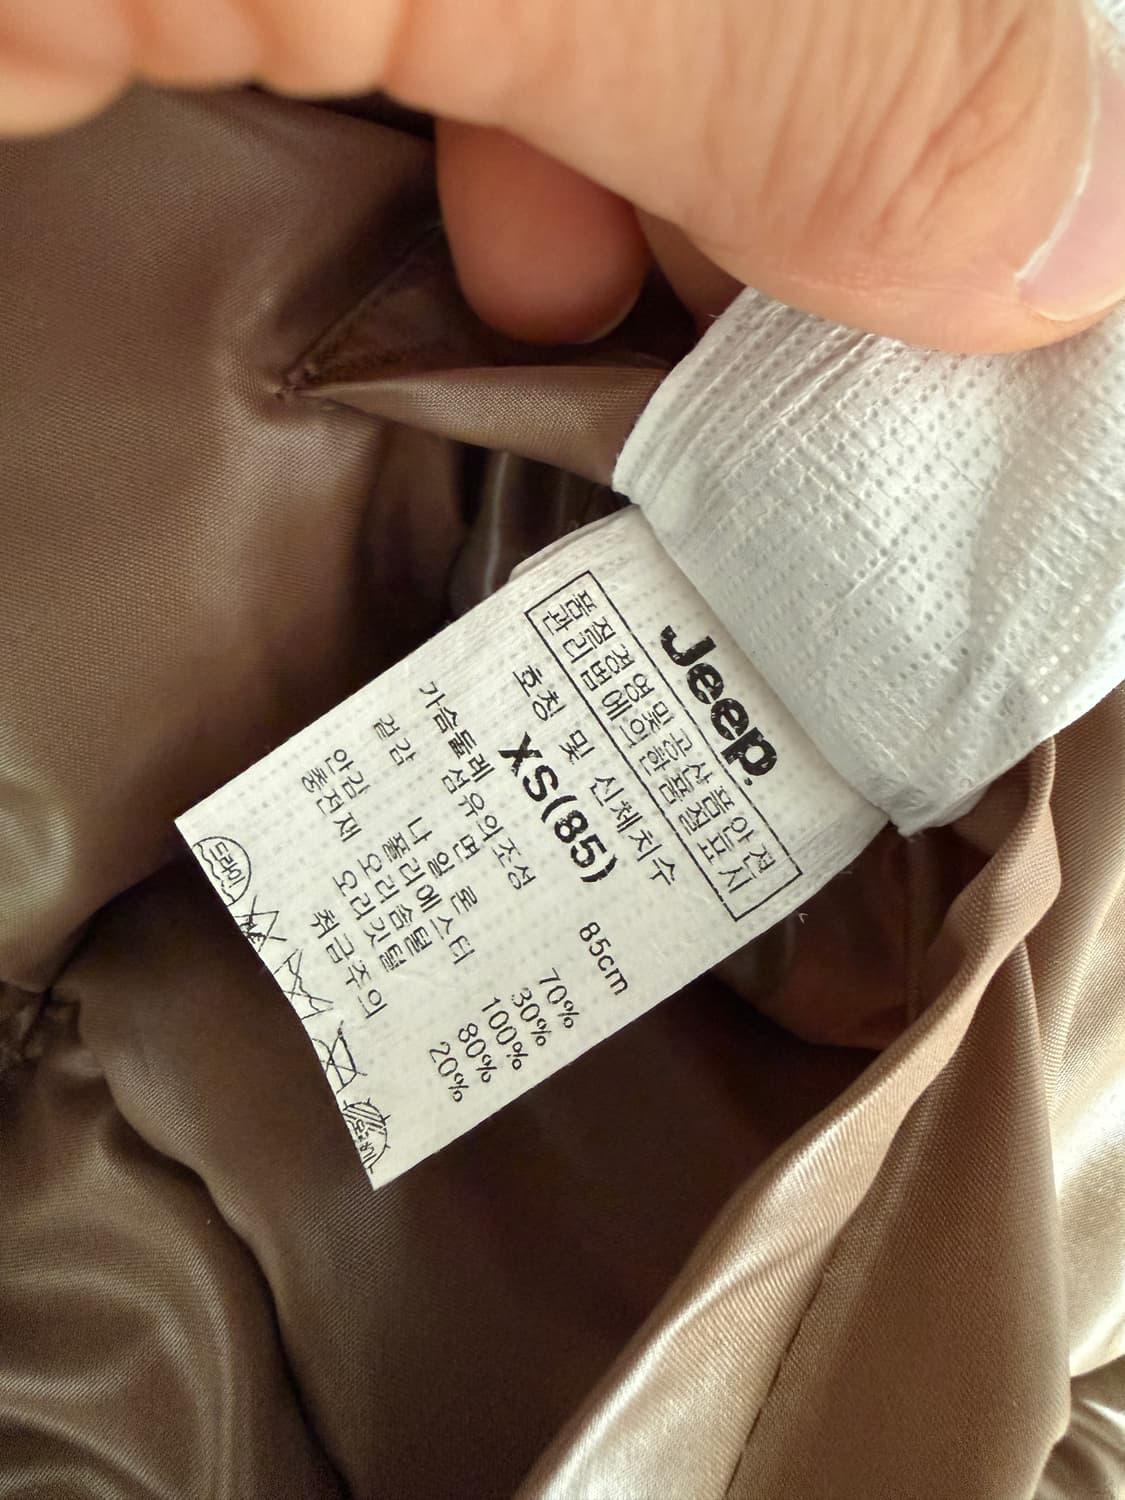 Jeep
품질경영및공산품안전
관리법에의한품질표시
호칭 및 신체치수
XS(85)
가슴둘레 85cm
섬유의조성
겉감 면 70%
나일론 30%
안감 폴리에스터 100%
충전재 오리솜털 80%
오리깃털 20%
취급주의
드라이